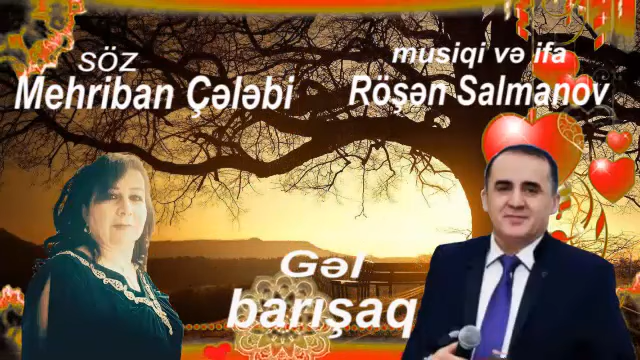 söz
Mehriban Çələbi
musiqi və ifa
Röşən Salmanov
Gəl
barışaq